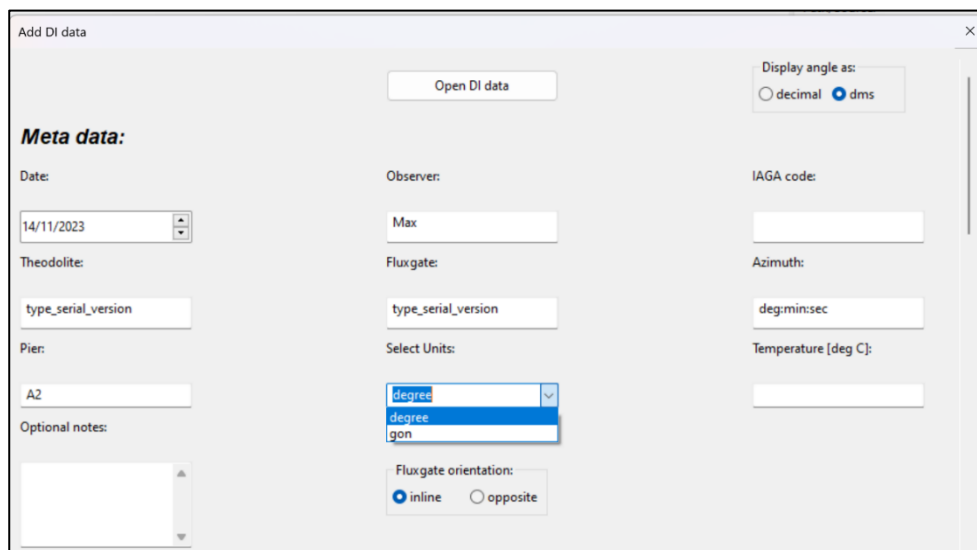 Add DI data
Open DI data
Display angle as:
decimal dms
Meta data:
Date: Observer: IAGA code:
14/11/2023 Max
Theodolite: Fluxgate: Azimuth:
type_serial_version type_serial_version deg:min:sec
Pier: Select Units: Temperature [deg C]:
A2 degree
degree
Optional notes:
gon
Fluxgate orientation:
inline opposite